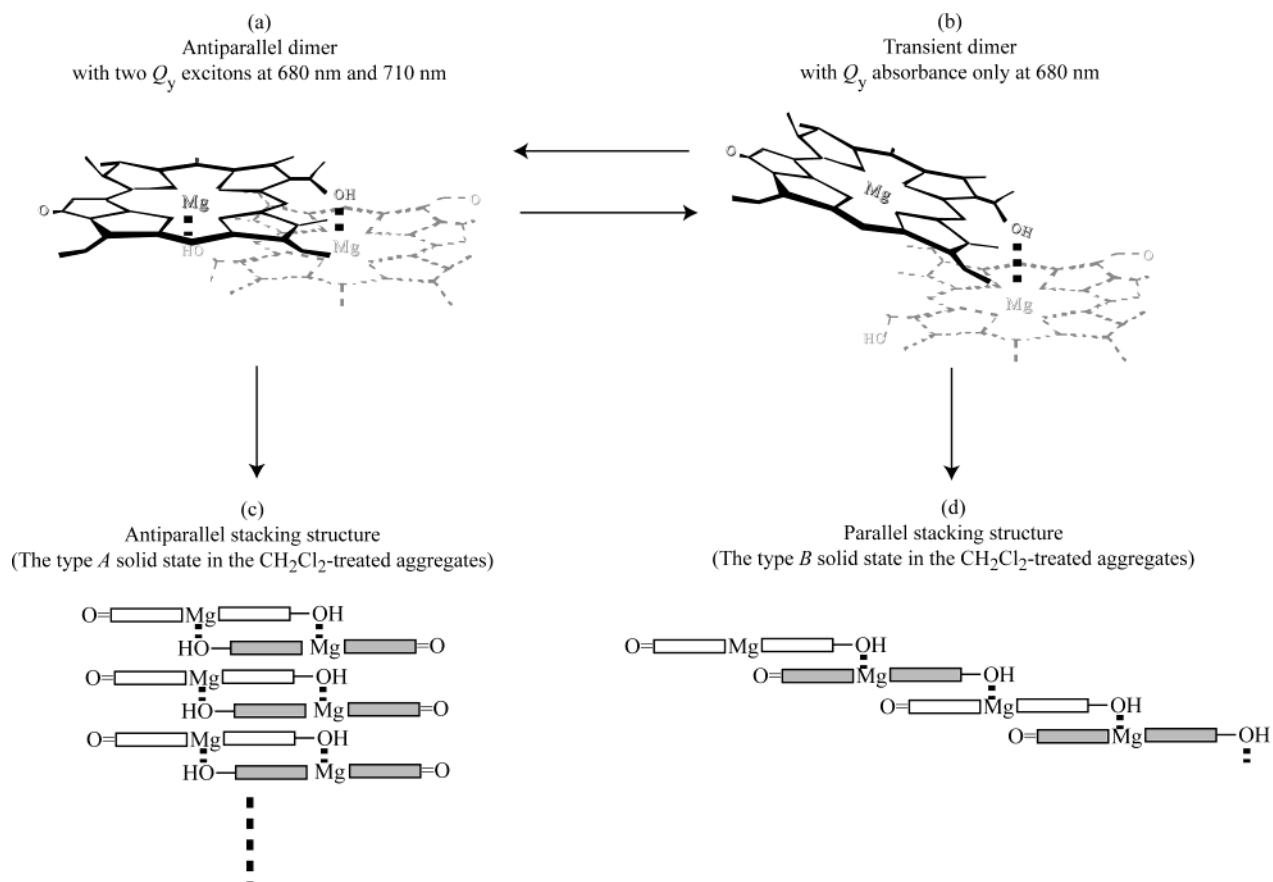 (a)
Antiparallel dimer
with two Qy excitons at 680 nm and 710 nm
(b)
Transient dimer
with Qy absorbance only at 680 nm
O
Mg
OH
O
HO
Mg
O
Mg
OH
O
Mg
HO
(c)
Antiparallel stacking structure
(The type A solid state in the CH2Cl2-treated aggregates)
(d)
Parallel stacking structure
(The type B solid state in the CH2Cl2-treated aggregates)
O= Mg OH
HO Mg =O
O= Mg OH
HO Mg =O
O= Mg OH
HO Mg =O
O= Mg OH
O= Mg OH
O= Mg OH
O= Mg OH